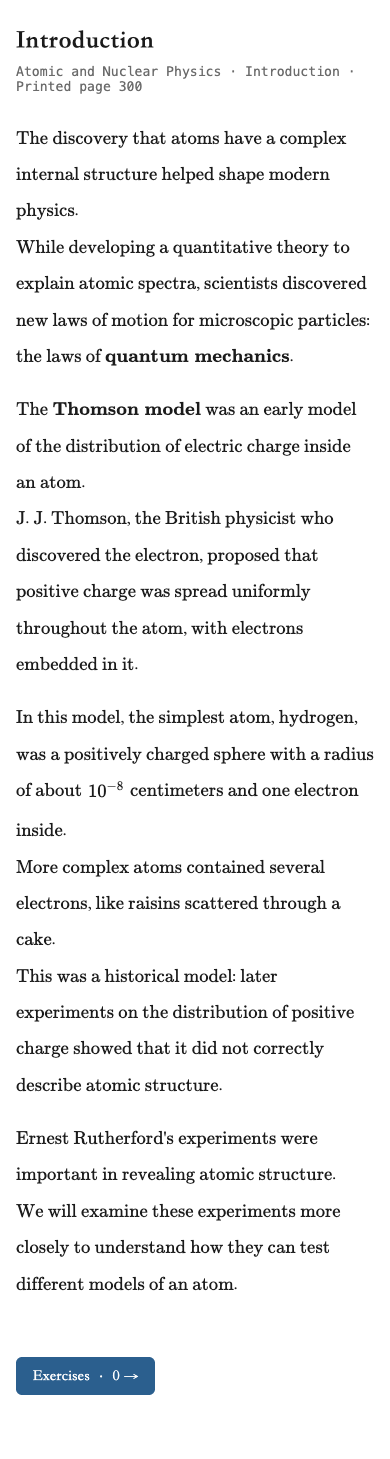 Introduction
Atomic and Nuclear Physics · Introduction ·
Printed page 300
The discovery that atoms have a complex
internal structure helped shape modern
physics.
While developing a quantitative theory to
explain atomic spectra, scientists discovered
new laws of motion for microscopic particles:
the laws of quantum mechanics.
The Thomson model was an early model
of the distribution of electric charge inside
an atom.
J. J. Thomson, the British physicist who
discovered the electron, proposed that
positive charge was spread uniformly
throughout the atom, with electrons
embedded in it.
In this model, the simplest atom, hydrogen,
was a positively charged sphere with a radius
of about 10⁻⁸ centimeters and one electron
inside.
More complex atoms contained several
electrons, like raisins scattered through a
cake.
This was a historical model: later
experiments on the distribution of positive
charge showed that it did not correctly
describe atomic structure.
Ernest Rutherford's experiments were
important in revealing atomic structure.
We will examine these experiments more
closely to understand how they can test
different models of an atom.
Exercises · 0 →